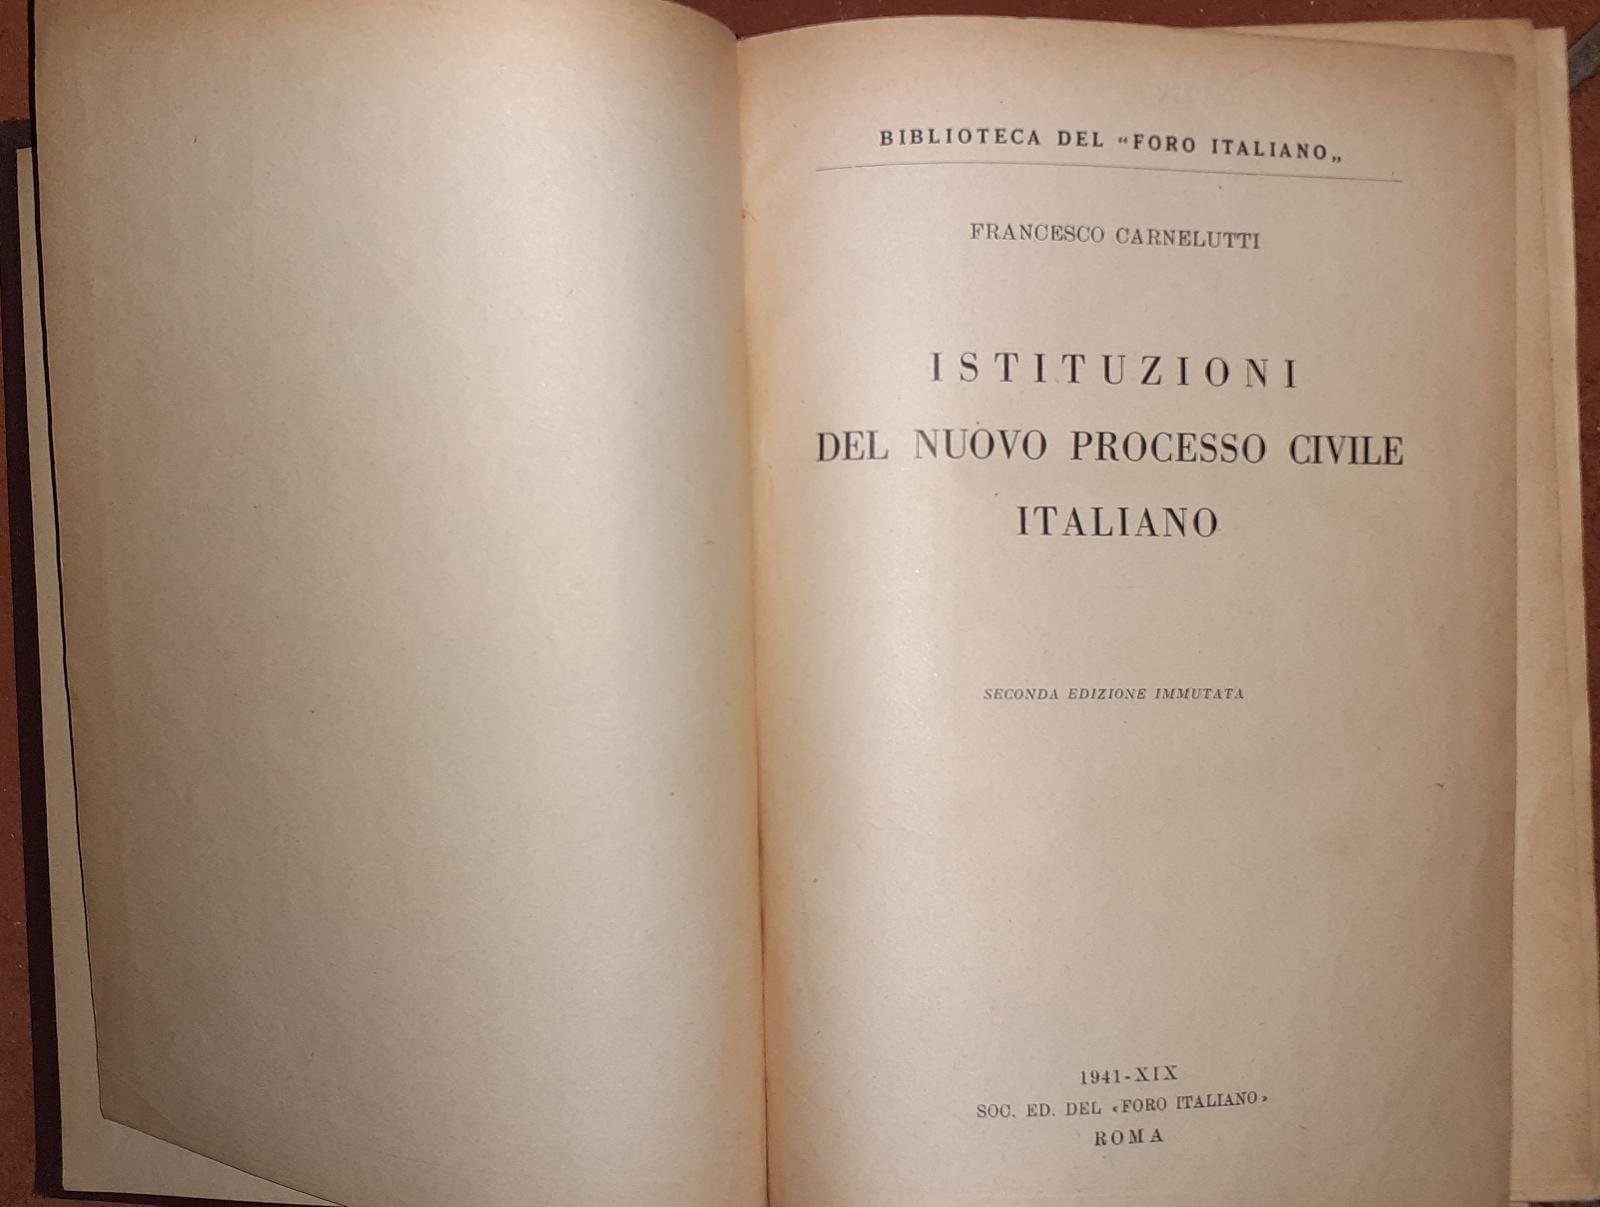 BIBLIOTECA DEL “FORO ITALIANO„
FRANCESCO CARNELUTTI
ISTITUZIONI
DEL NUOVO PROCESSO CIVILE
ITALIANO
SECONDA EDIZIONE IMMUTATA
1941-XIX
SOC. ED. DEL «FORO ITALIANO»
ROMA